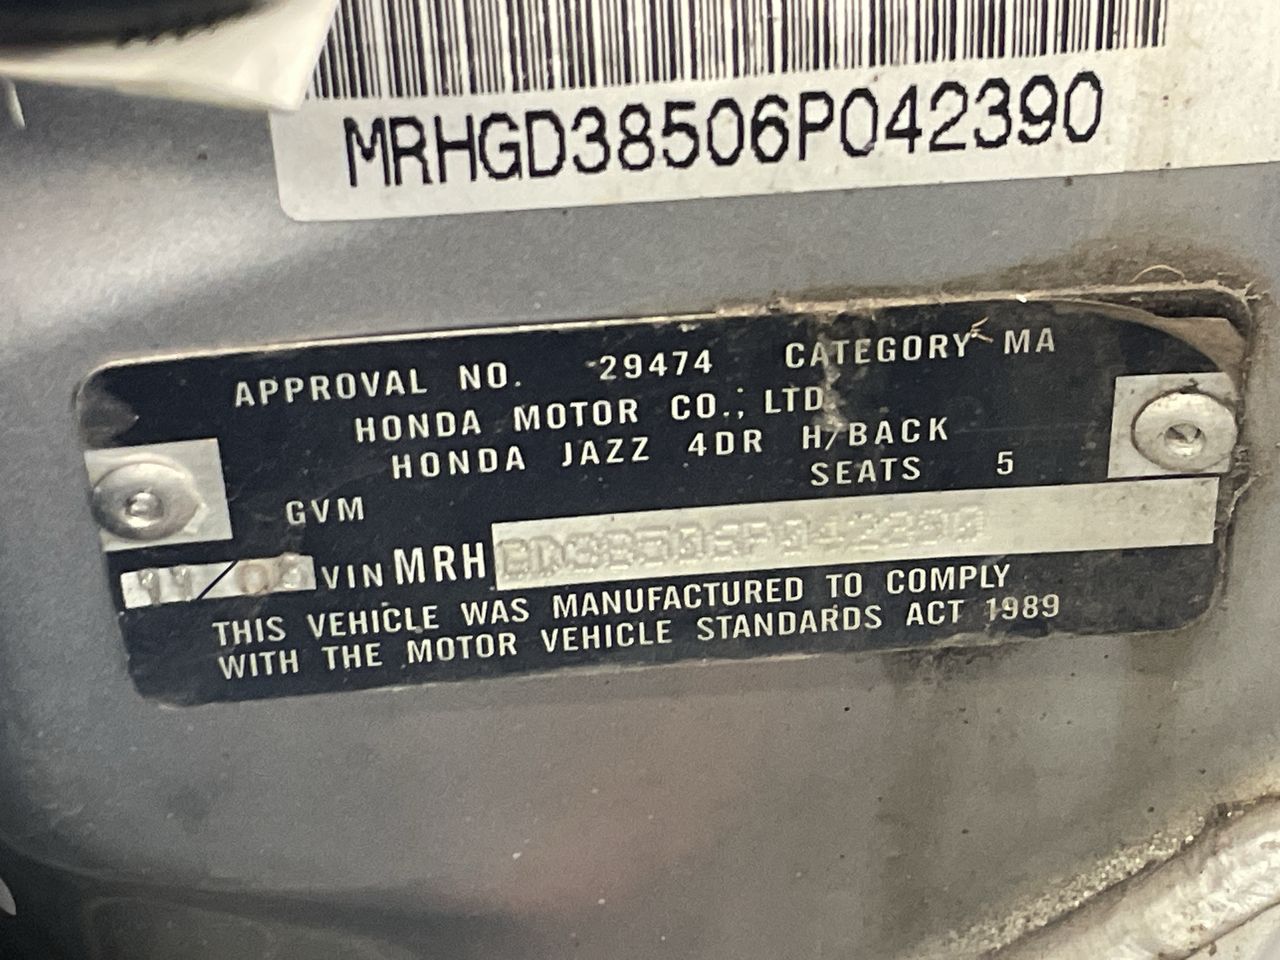 MRHGD38506P042390
APPROVAL NO. 29474 CATEGORY MA
HONDA MOTOR CO., LTD
HONDA JAZZ 4DR H/BACK
GVM SEATS 5
VIN MRH
THIS VEHICLE WAS MANUFACTURED TO COMPLY
WITH THE MOTOR VEHICLE STANDARDS ACT 1989